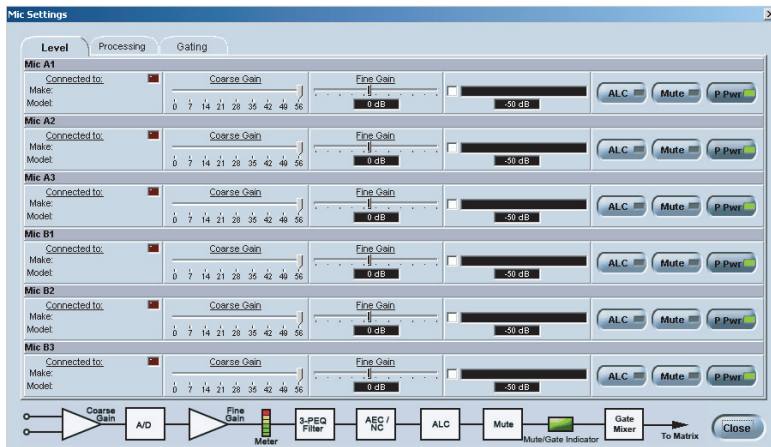 Mic Settings
Level Processing Gating
Mic A1
Connected to: Coarse Gain Fine Gain
Make:
Model:
0 7 14 21 28 35 42 49 56
0 dB -50 dB
ALC Mute P Pwr
Mic A2
Connected to: Coarse Gain Fine Gain
Make:
Model:
0 7 14 21 28 35 42 49 56
0 dB -50 dB
ALC Mute P Pwr
Mic A3
Connected to: Coarse Gain Fine Gain
Make:
Model:
0 7 14 21 28 35 42 49 56
0 dB -50 dB
ALC Mute P Pwr
Mic B1
Connected to: Coarse Gain Fine Gain
Make:
Model:
0 7 14 21 28 35 42 49 56
0 dB -50 dB
ALC Mute P Pwr
Mic B2
Connected to: Coarse Gain Fine Gain
Make:
Model:
0 7 14 21 28 35 42 49 56
0 dB -50 dB
ALC Mute P Pwr
Mic B3
Connected to: Coarse Gain Fine Gain
Make:
Model:
0 7 14 21 28 35 42 49 56
0 dB -50 dB
ALC Mute P Pwr
Coarse Gain
A/D
Fine Gain
Meter
3-PEQ Filter
AEC / NC
ALC
Mute
Mute/Gate Indicator
Gate Mixer
To Matrix
Close